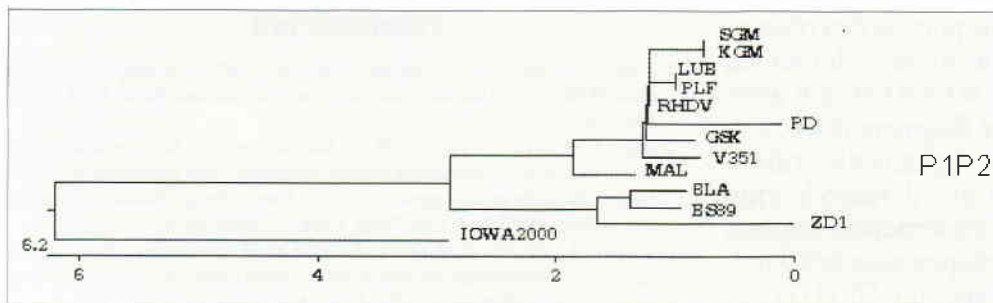 SGM
KGM
LUB
PLF
RHDV
PD
GSK
V351
P1P2
MAL
BLA
ES89
ZD1
IOWA2000
6.2
6 4 2 0